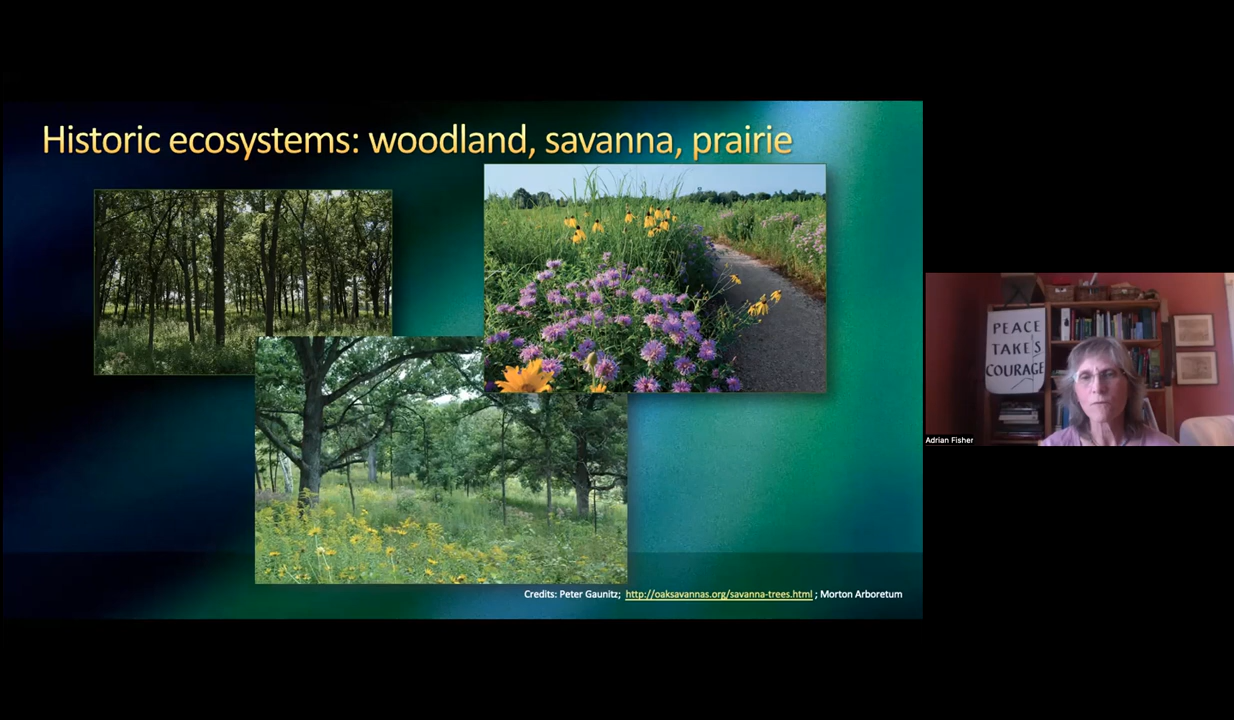 Historic ecosystems: woodland, savanna, prairie
PEACE
TAKES
COURAGE
Adrian Fisher
Credits: Peter Gaunitz; http://oaksavannas.org/savanna-trees.html ; Morton Arboretum